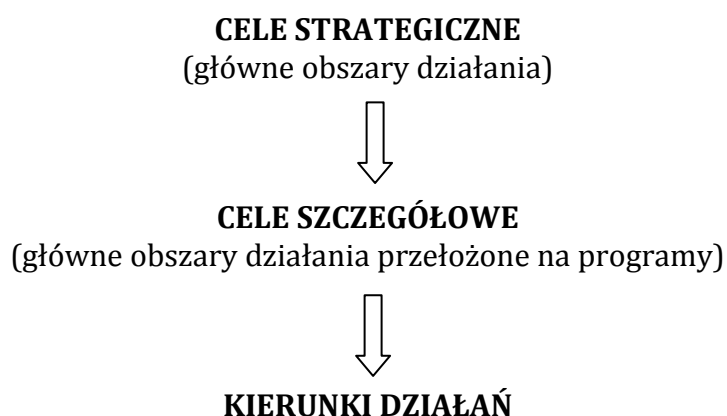 CELE STRATEGICZNE
(główne obszary działania)
CELE SZCZEGÓŁOWE
(główne obszary działania przełożone na programy)
KIERUNKI DZIAŁAŃ